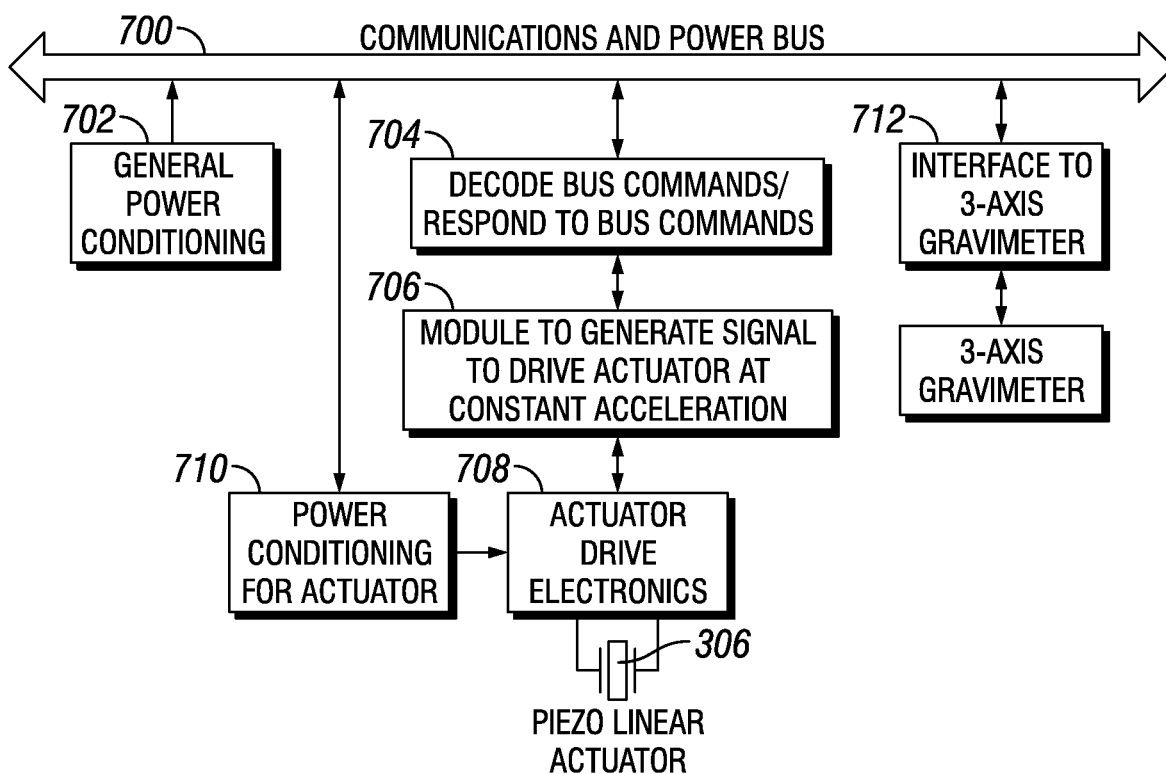 700
COMMUNICATIONS AND POWER BUS
702
GENERAL
POWER
CONDITIONING
704
DECODE BUS COMMANDS/
RESPOND TO BUS COMMANDS
712
INTERFACE TO
3-AXIS
GRAVIMETER
706
MODULE TO GENERATE SIGNAL
TO DRIVE ACTUATOR AT
CONSTANT ACCELERATION
3-AXIS
GRAVIMETER
710
POWER
CONDITIONING
FOR ACTUATOR
708
ACTUATOR
DRIVE
ELECTRONICS
306
PIEZO LINEAR
ACTUATOR